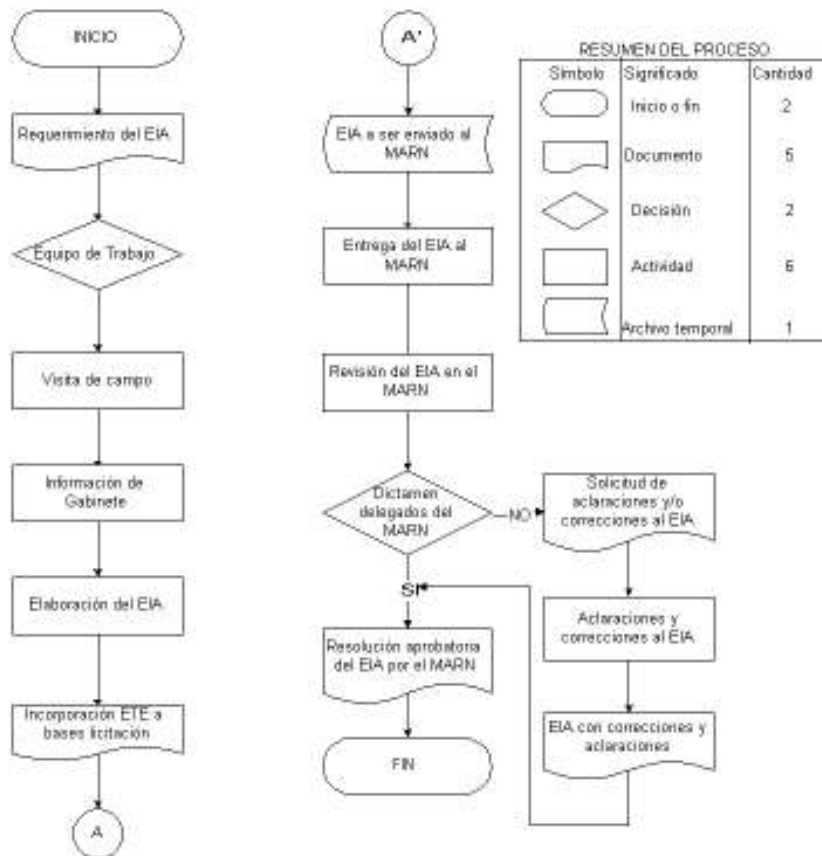 INICIO
Requerimiento del EIA
Equipo de Trabajo
Visita de campo
Información de
Gabinete
Elaboración del EIA
Incorporación ETE a
bases licitación
A
A'
EIA a ser enviado al
MARN
Entrega del EIA al
MARN
Revisión del EIA en el
MARN
Dictamen
delegados del
MARN
NO
SI
Resolución aprobatoria
del EIA por el MARN
FIN
Solicitud de
aclaraciones y/o
correcciones al EIA
Aclaraciones y
correcciones al EIA
EIA con correcciones y
aclaraciones
RESUMEN DEL PROCESO
Símbolo Significado Cantidad
Inicio o fin 2
Documento 5
Decisión 2
Actividad 6
Archivo temporal 1